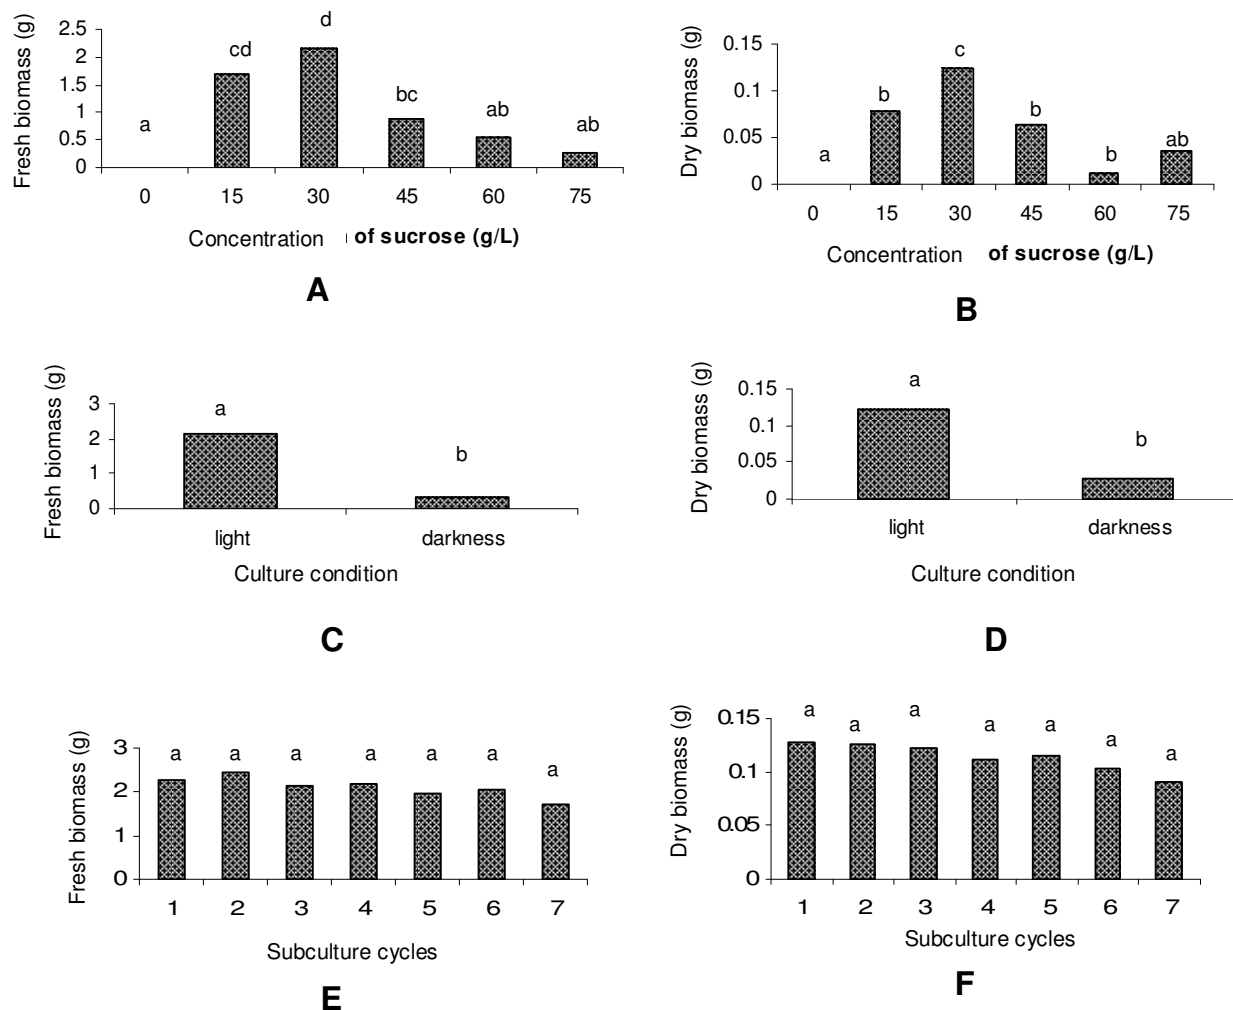 Fresh biomass (g)
2.5
2
1.5
1
0.5
0
a
cd
d
bc
ab
ab
0 15 30 45 60 75
Concentration of sucrose (g/L)
A
Dry biomass (g)
0.15
0.1
0.05
0
a
b
c
b
b
ab
0 15 30 45 60 75
Concentration of sucrose (g/L)
B
Fresh biomass (g)
3
2
1
0
a
b
light darkness
Culture condition
C
Dry biomass (g)
0.15
0.1
0.05
0
a
b
light darkness
Culture condition
D
Fresh biomass (g)
3
2
1
0
a a a a a a a
1 2 3 4 5 6 7
Subculture cycles
E
Dry biomass (g)
0.15
0.1
0.05
0
a a a a a a a
1 2 3 4 5 6 7
Subculture cycles
F